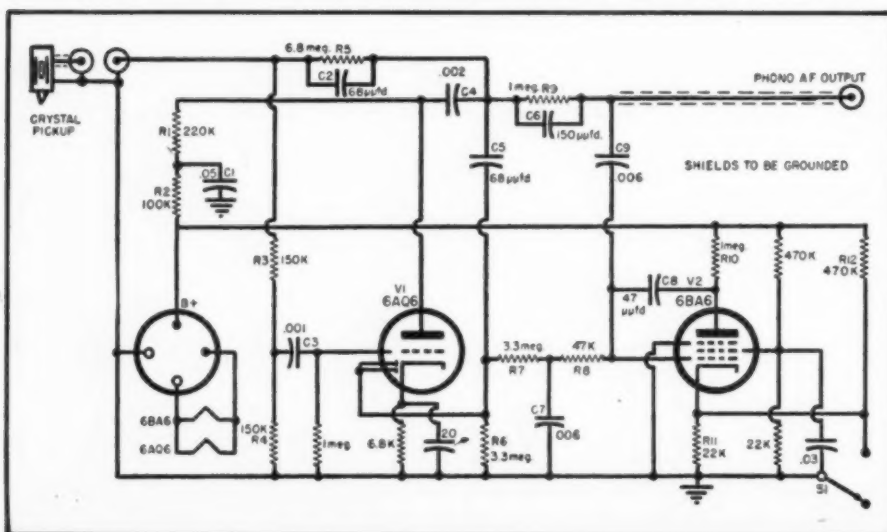 6.8 meg. R5
C2
68μμfd
.002
C4
1meg. R9
C6
150μμfd.
PHONO AF OUTPUT
CRYSTAL
PICKUP
R1
220K
.05 C1
R2
100K
C5
68μμfd
C9
.006
SHIELDS TO BE GROUNDED
B+
R3
150K
V1
6AQ6
.001
C3
47
μμfd
C8
V2
6BA6
1meg.
R10
470K
R12
470K
3.3meg.
R7
47K
R8
6BA6
6AQ6
150K
R4
1meg
6.8K
20
R6
3.3meg.
C7
006
R11
22K
22K
.03
S1